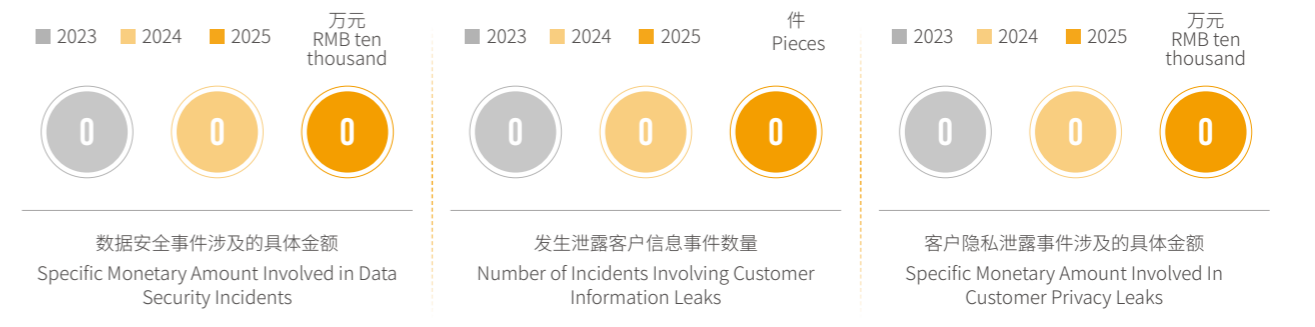 2023 2024 2025 万元
RMB ten
thousand
0 0 0
数据安全事件涉及的具体金额
Specific Monetary Amount Involved in Data
Security Incidents
2023 2024 2025 件
Pieces
0 0 0
发生泄露客户信息事件数量
Number of Incidents Involving Customer
Information Leaks
2023 2024 2025 万元
RMB ten
thousand
0 0 0
客户隐私泄露事件涉及的具体金额
Specific Monetary Amount Involved In
Customer Privacy Leaks